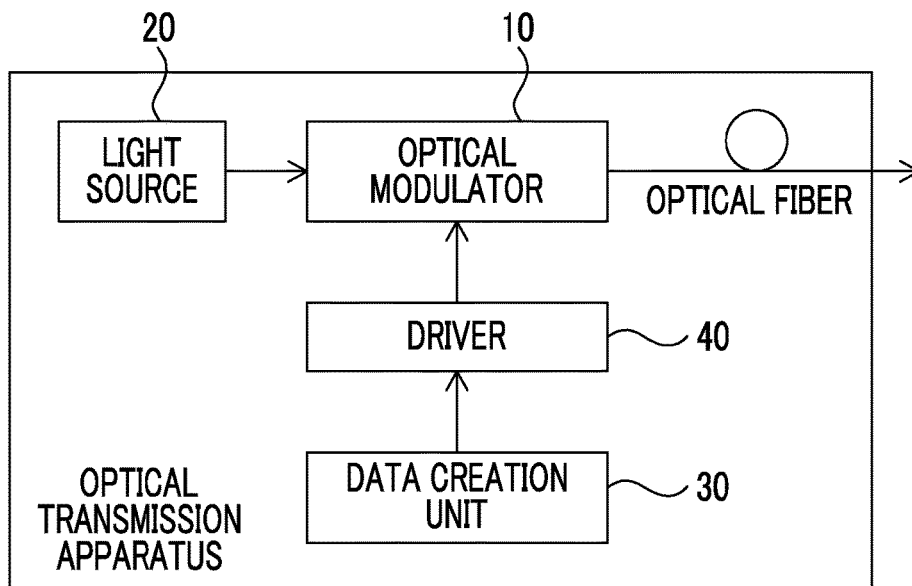 20
10
LIGHT
SOURCE
OPTICAL
MODULATOR
OPTICAL FIBER
DRIVER
40
DATA CREATION
UNIT
30
OPTICAL
TRANSMISSION
APPARATUS